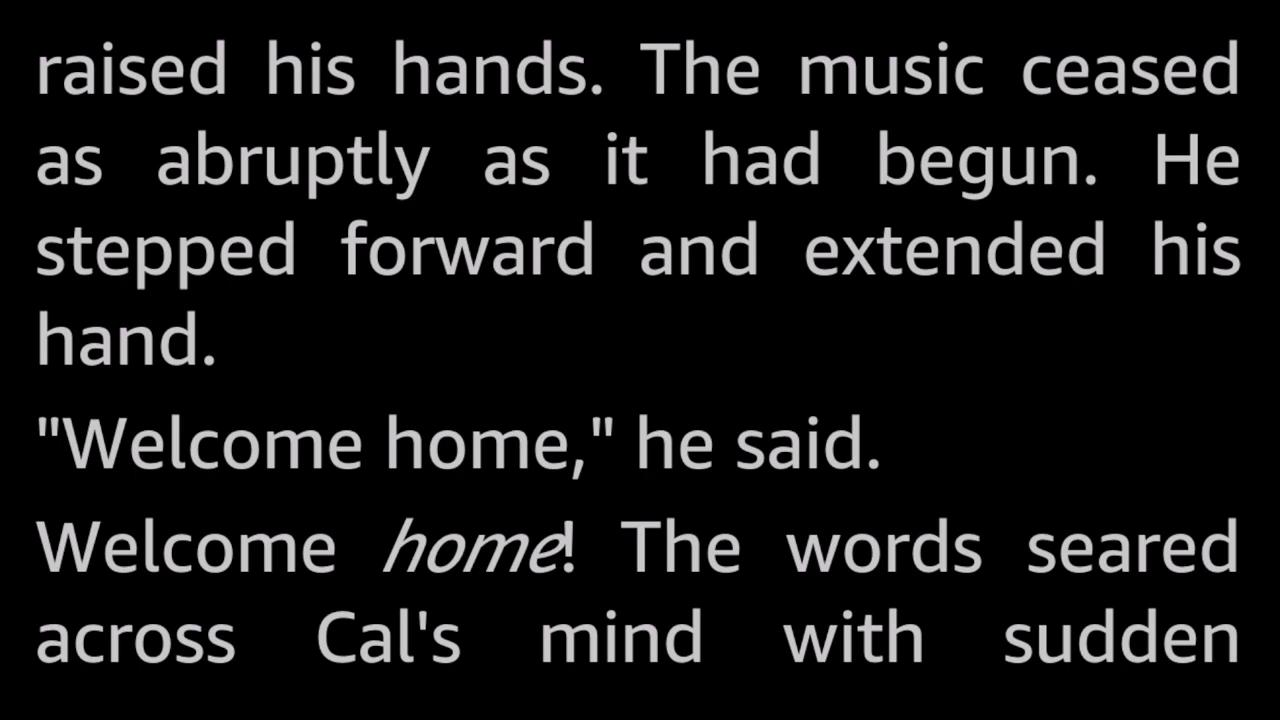 raised his hands. The music ceased
as abruptly as it had begun. He
stepped forward and extended his
hand.
"Welcome home," he said.
Welcome home! The words seared
across Cal's mind with sudden